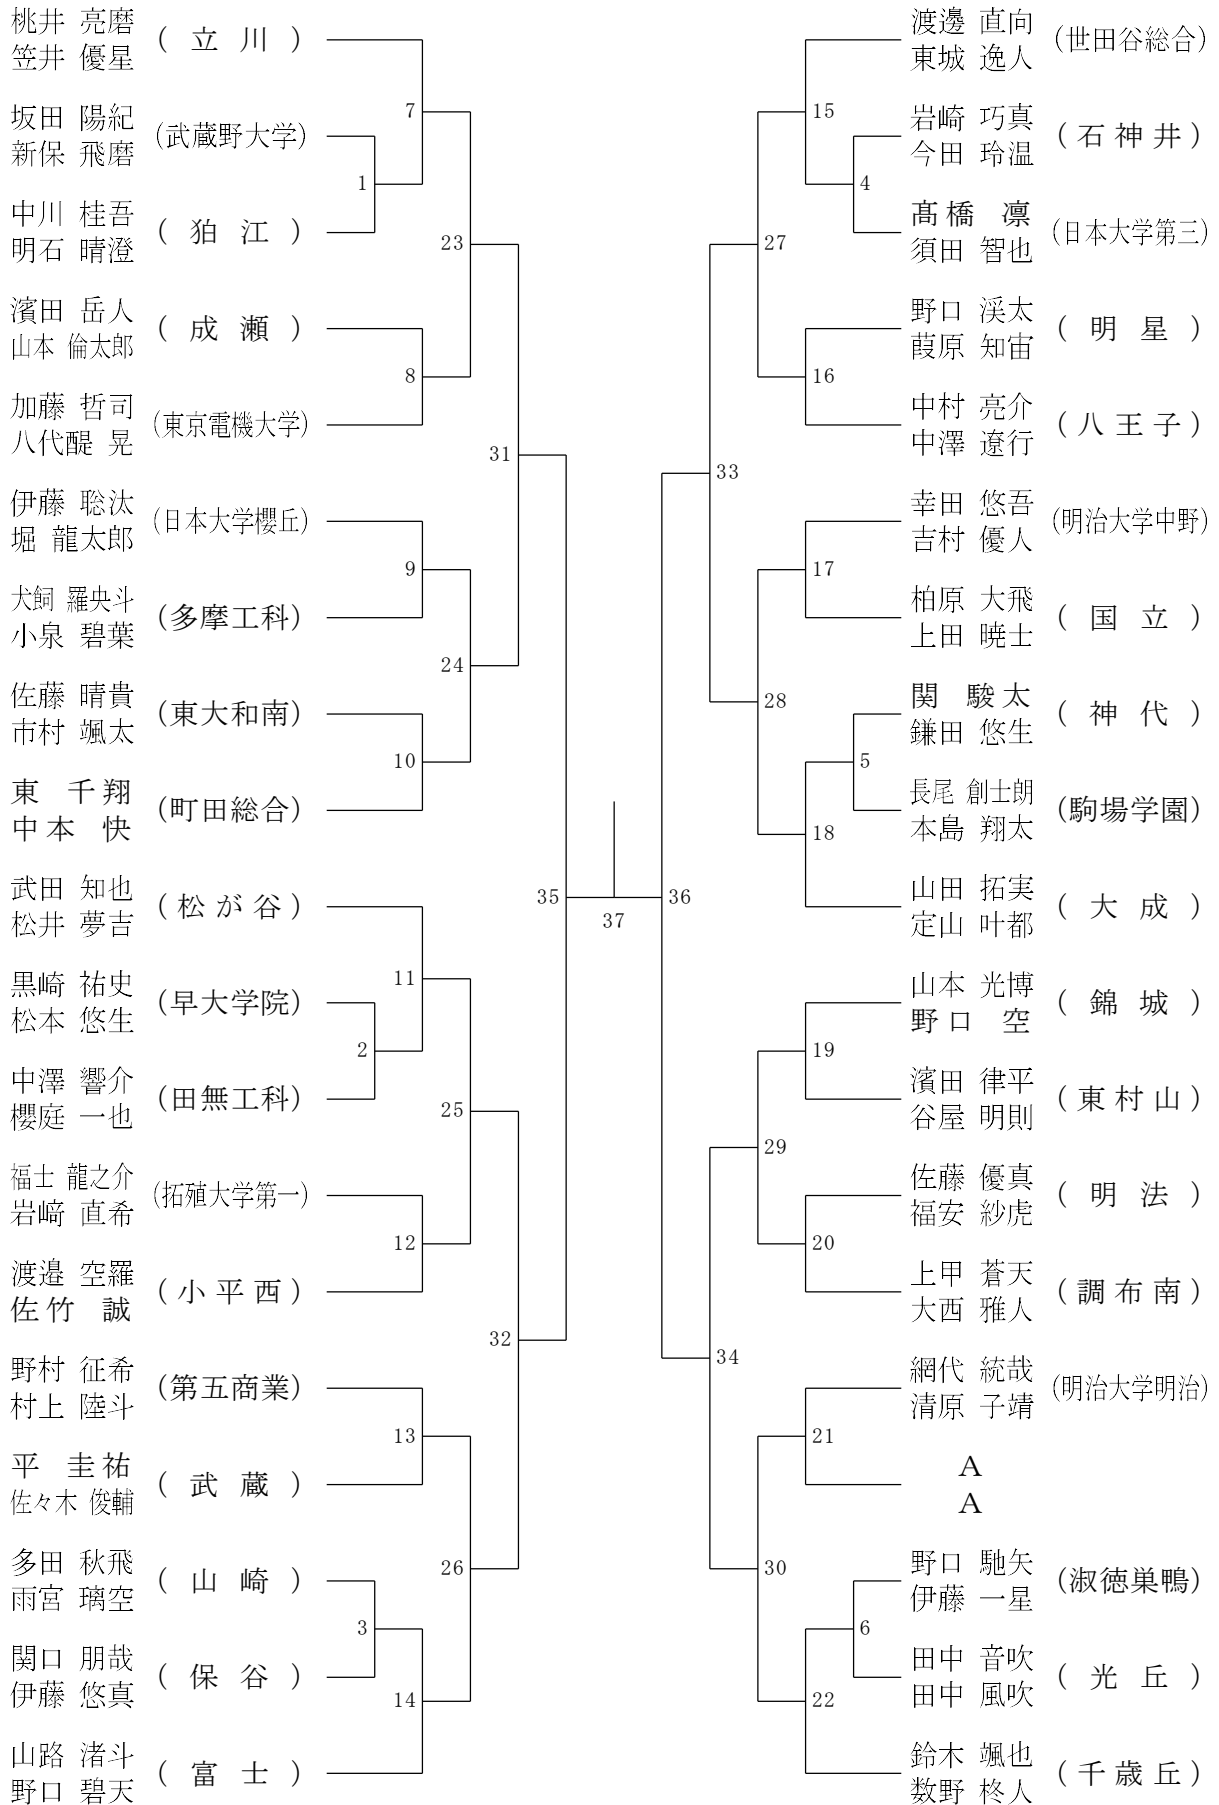 桃井 亮磨
笠井 優星
(立川)
坂田 陽紀
新保 飛磨
(武蔵野大学)
中川 桂吾
明石 晴澄
(狛江)
濱田 岳人
山本 倫太郎
(成瀬)
加藤 哲司
八代醍 晃
(東京電機大学)
伊藤 聡汰
堀 龍太郎
(日本大学櫻丘)
犬飼 羅央斗
小泉 碧葉
(多摩工科)
佐藤 晴貴
市村 颯太
(東大和南)
東 千翔
中本 快
(町田総合)
武田 知也
松井 夢吉
(松が谷)
黒崎 祐史
松本 悠生
(早大学院)
中澤 響介
櫻庭 一也
(田無工科)
福士 龍之介
岩﨑 直希
(拓殖大学第一)
渡邉 空羅
佐竹 誠
(小平西)
野村 征希
村上 陸斗
(第五商業)
平 圭祐
佐々木 俊輔
(武蔵)
多田 秋飛
雨宮 璃空
(山崎)
関口 朋哉
伊藤 悠真
(保谷)
山路 渚斗
野口 碧天
(富士)
1
2
3
7
8
9
10
11
12
13
14
23
24
25
26
31
32
35
37
36
33
34
27
28
29
30
15
16
17
18
19
20
21
22
4
5
6
渡邊 直向
東城 逸人
(世田谷総合)
岩崎 巧真
今田 玲温
(石神井)
髙橋 凛
須田 智也
(日本大学第三)
野口 渓太
葭原 知宙
(明星)
中村 亮介
中澤 遼行
(八王子)
幸田 悠吾
吉村 優人
(明治大学中野)
柏原 大飛
上田 暁士
(国立)
関 駿太
鎌田 悠生
(神代)
長尾 創士朗
本島 翔太
(駒場学園)
山田 拓実
定山 叶都
(大成)
山本 光博
野口 空
(錦城)
濱田 律平
谷屋 明則
(東村山)
佐藤 優真
福安 紗虎
(明法)
上甲 蒼天
大西 雅人
(調布南)
網代 統哉
清原 子靖
(明治大学明治)
A
A
野口 馳矢
伊藤 一星
(淑徳巣鴨)
田中 音吹
田中 風吹
(光丘)
鈴木 颯也
数野 柊人
(千歳丘)